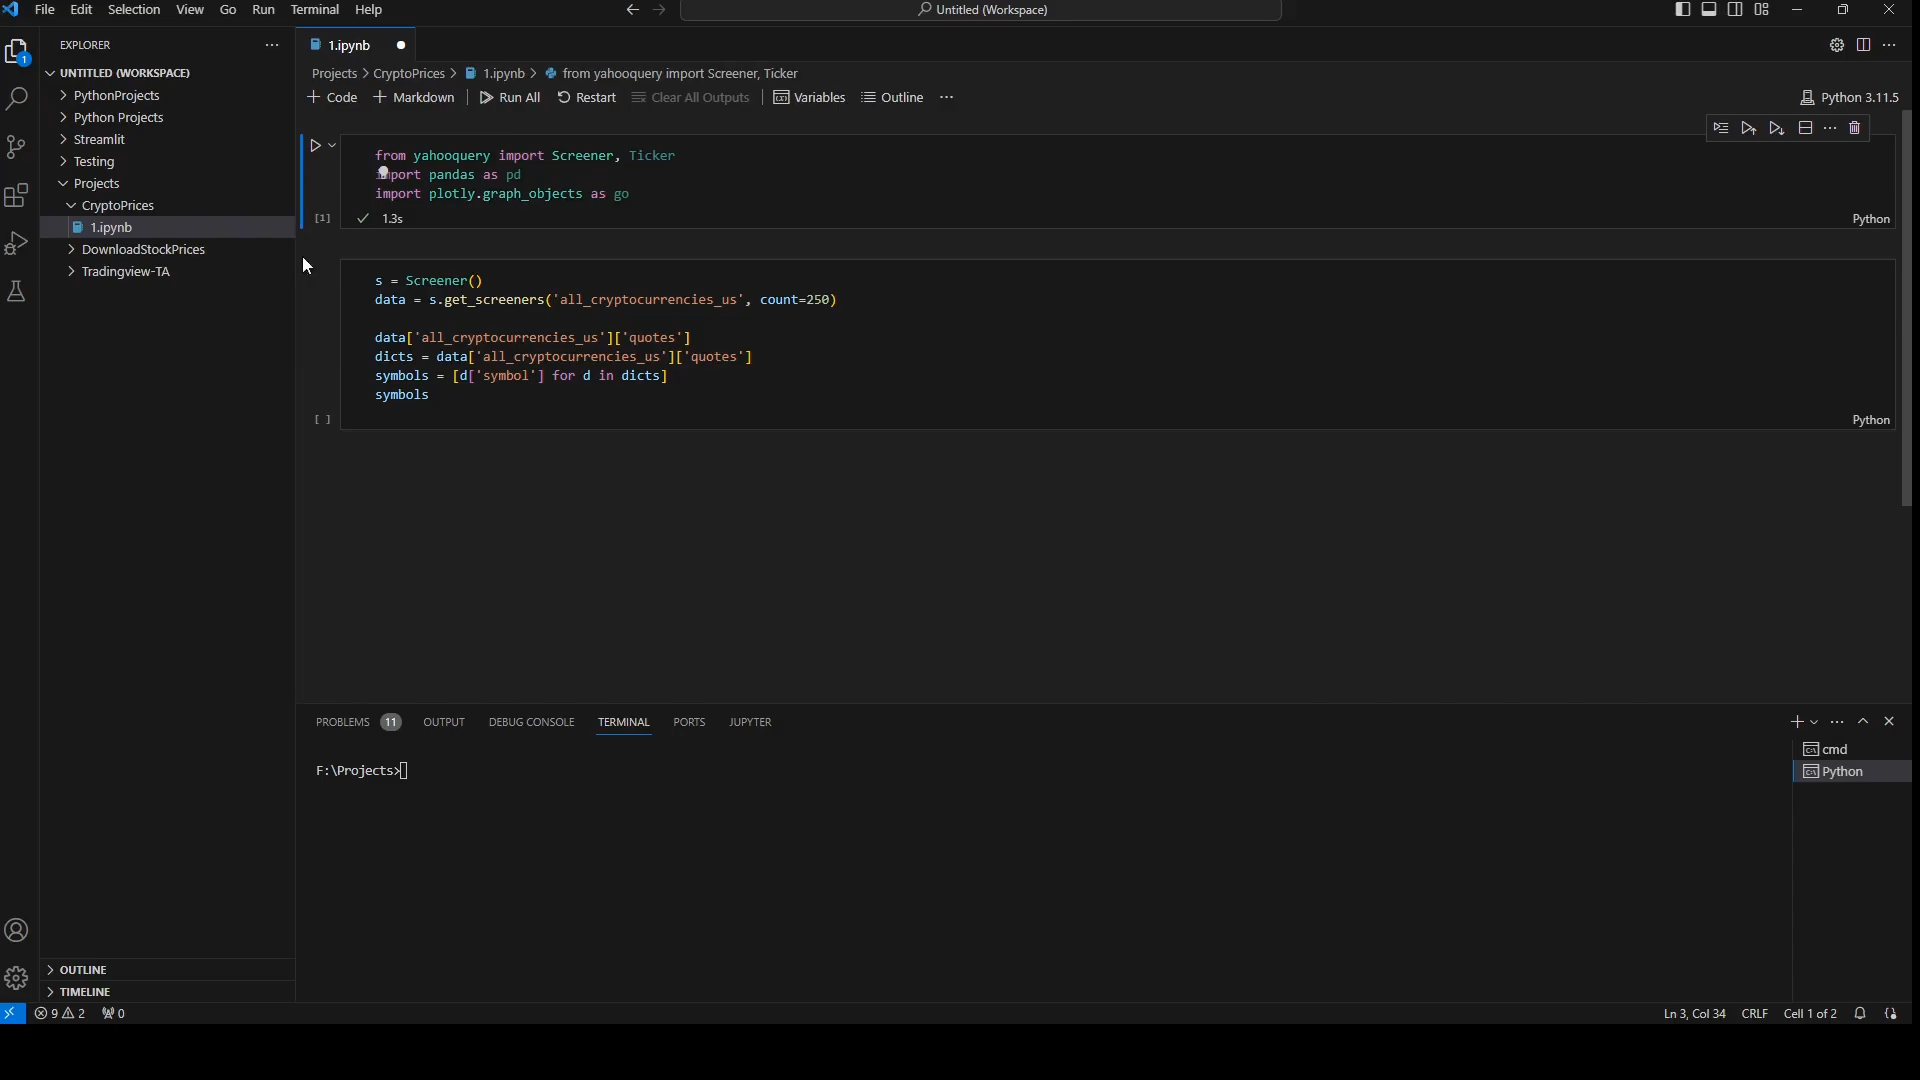 File Edit Selection View Go Run Terminal Help
Untitled (Workspace)
EXPLORER
1.ipynb
1
UNTITLED (WORKSPACE)
Projects > CryptoPrices > 1.ipynb > from yahooquery import Screener, Ticker
PythonProjects
Code Markdown Run All Restart Clear All Outputs Variables Outline
Python 3.11.5
Python Projects
Streamlit
Testing
Projects
CryptoPrices
1.ipynb
DownloadStockPrices
Tradingview-TA
from yahooquery import Screener, Ticker
import pandas as pd
import plotly.graph_objects as go
[1] 1.3s
Python
s = Screener()
data = s.get_screeners('all_cryptocurrencies_us', count=250)
data['all_cryptocurrencies_us']['quotes']
dicts = data['all_cryptocurrencies_us']['quotes']
symbols = [d['symbol'] for d in dicts]
symbols
[ ]
Python
PROBLEMS 11 OUTPUT DEBUG CONSOLE TERMINAL PORTS JUPYTER
F:\Projects>
cmd
Python
OUTLINE
TIMELINE
9 2 0
Ln 3, Col 34 CRLF Cell 1 of 2